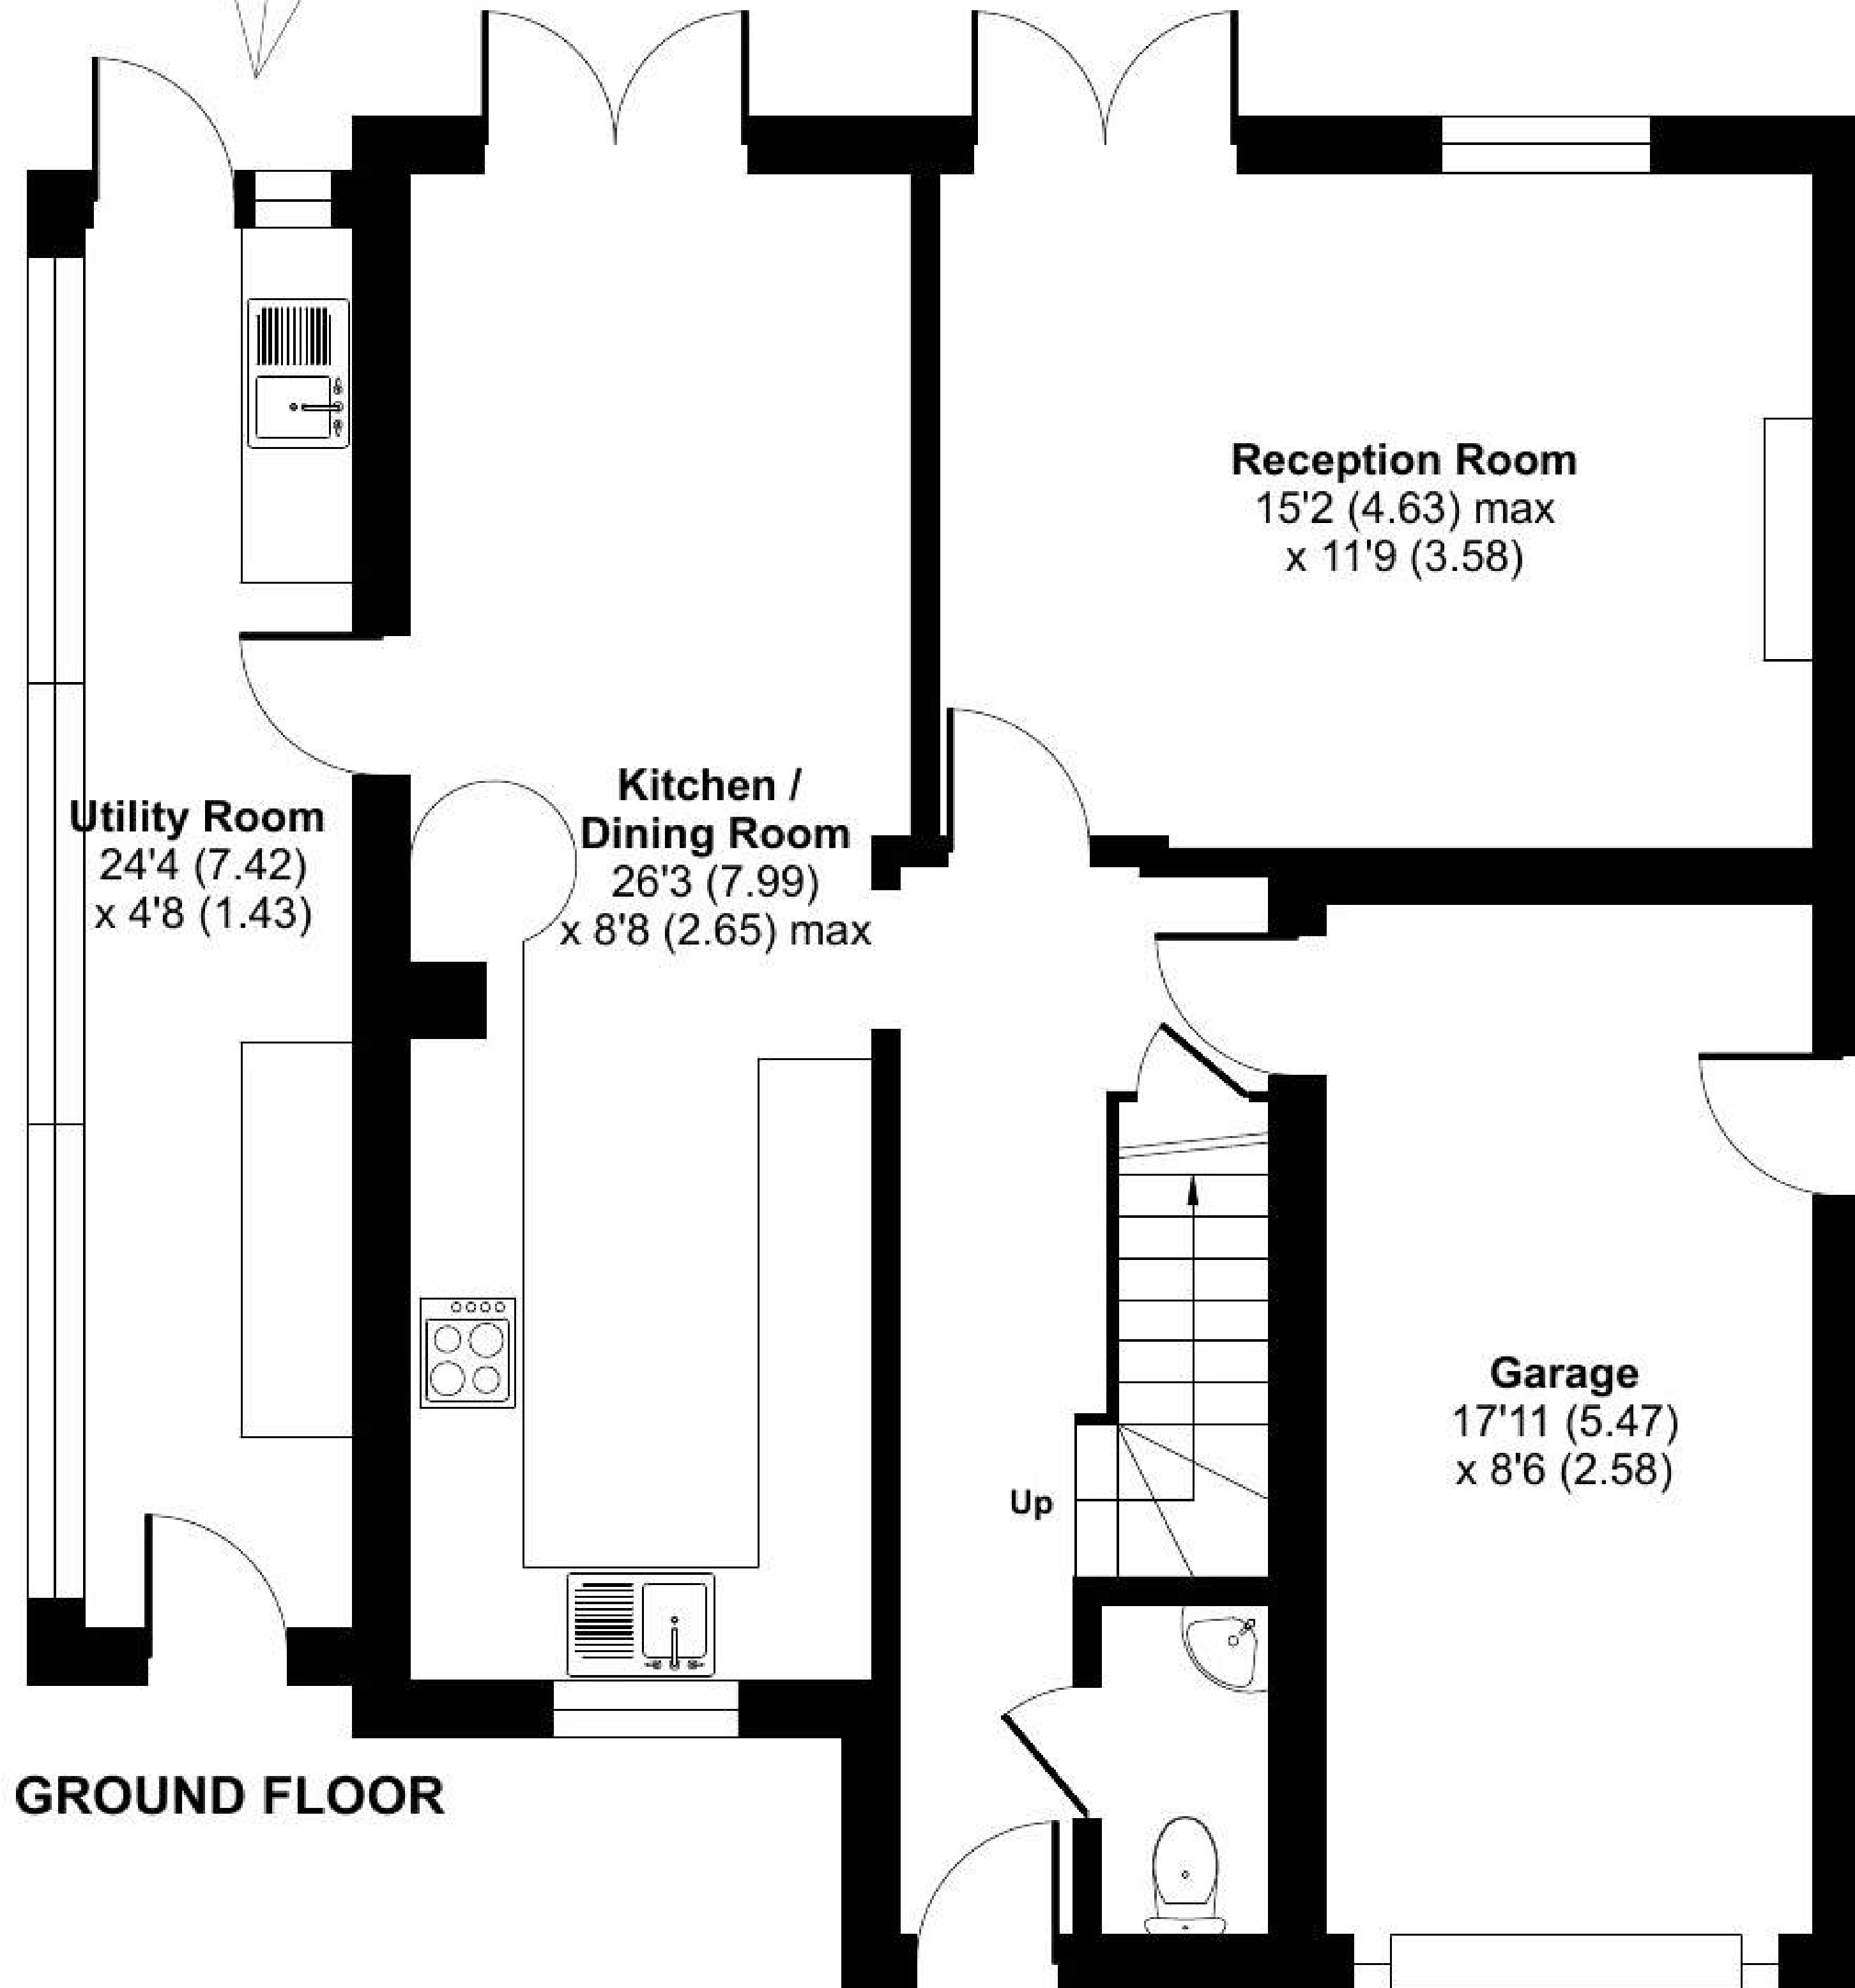 Reception Room
15'2 (4.63) max
x 11'9 (3.58)
Kitchen /
Dining Room
26'3 (7.99)
x 8'8 (2.65) max
Utility Room
24'4 (7.42)
x 4'8 (1.43)
Garage
17'11 (5.47)
x 8'6 (2.58)
Up
GROUND FLOOR